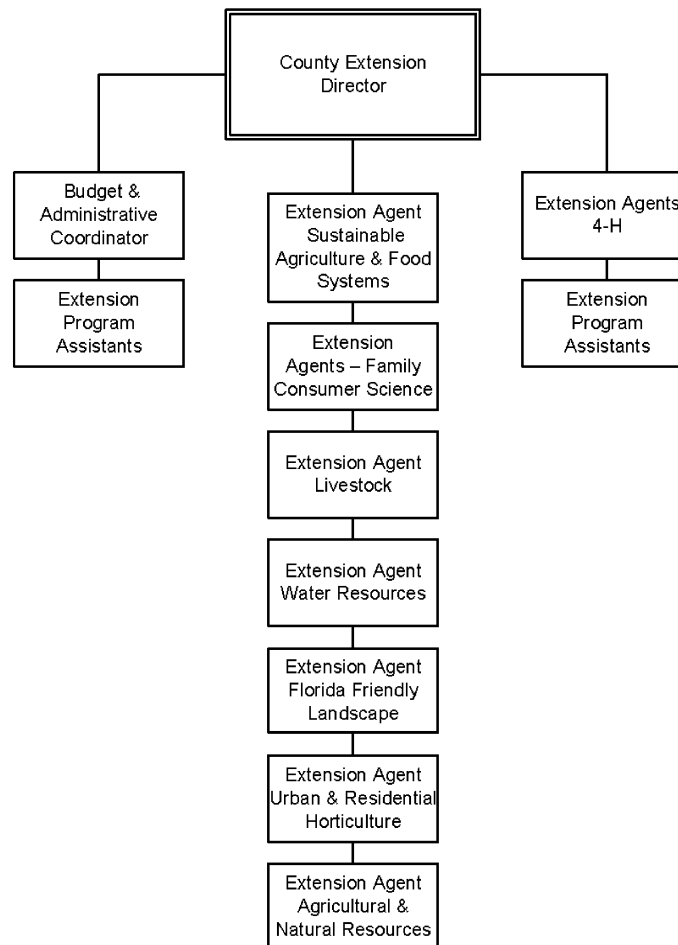 County Extension
Director
Budget &
Administrative
Coordinator
Extension
Program
Assistants
Extension Agent
Sustainable
Agriculture & Food
Systems
Extension
Agents – Family
Consumer Science
Extension Agent
Livestock
Extension Agent
Water Resources
Extension Agent
Florida Friendly
Landscape
Extension Agent
Urban & Residential
Horticulture
Extension Agent
Agricultural &
Natural Resources
Extension Agents
4-H
Extension
Program
Assistants